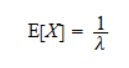 E[X] = 1/λ